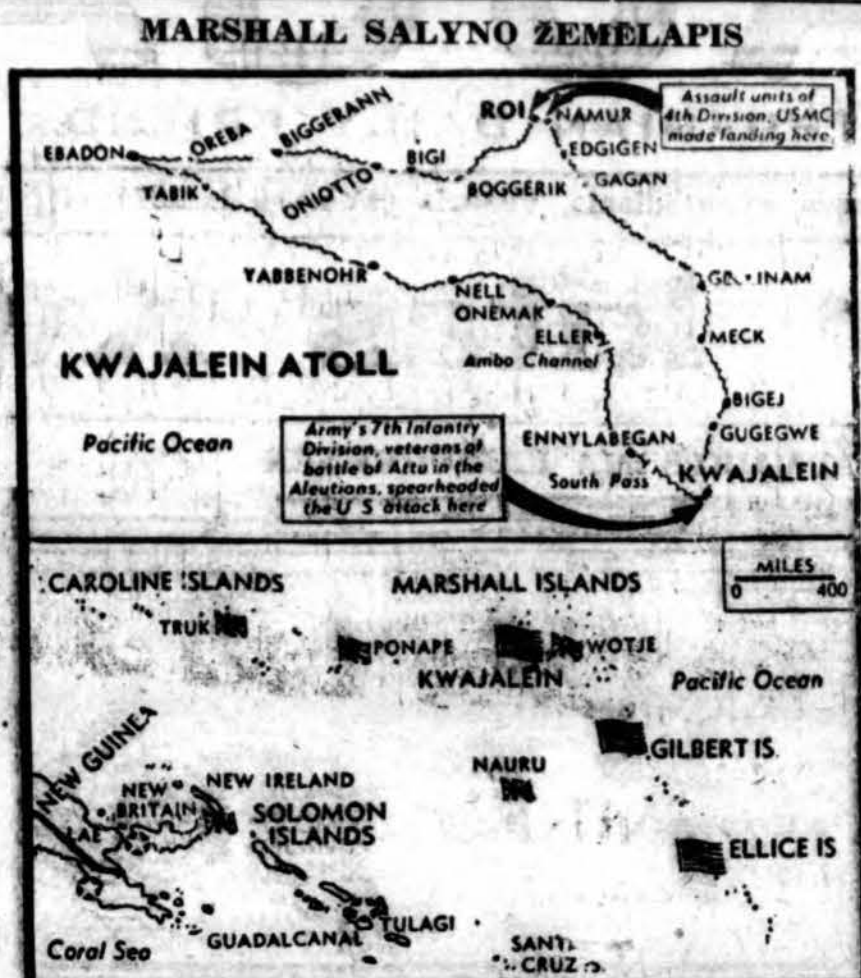 MARSHALL SALYNO ŽEMĖLAPIS
ROI
NAMUR
Assault units of
4th Division, USMC
made landing here
EBADON
OREBA
BIGGERANN
BIGI
EDGIGEN
TABIK
ONIOTTO
BOGGERIK
GAGAN
YABBENOHR
NELL
ONEMAK
ELLER
Ambo Channel
MECK
KWAJALEIN ATOLL
BIGEJ
GUGEGWE
Pacific Ocean
Army's 7th Infantry
Division, veterans of
battle of Attu in the
Aleutians, spearheaded
the U S attack here
ENNYLABEGAN
South Pass
KWAJALEIN
CAROLINE ISLANDS
MARSHALL ISLANDS
MILES
0 400
TRUK
PONAPE
WOTJE
KWAJALEIN
Pacific Ocean
GILBERT IS.
NEW GUINEA
NEW
BRITAIN
NEW IRELAND
NAURU
LAE
SOLOMON
ISLANDS
ELLICE IS
TULAGI
GUADALCANAL
Coral Sea
CRUZ